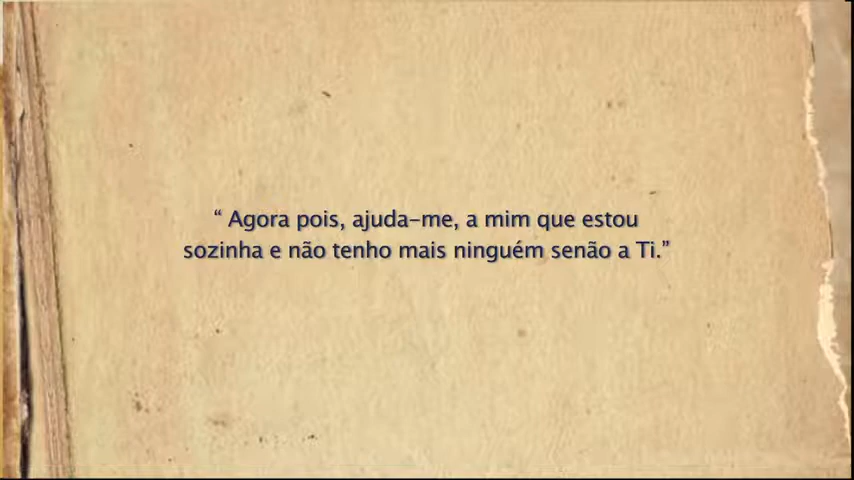 “ Agora pois, ajuda-me, a mim que estou
sozinha e não tenho mais ninguém senão a Ti.”